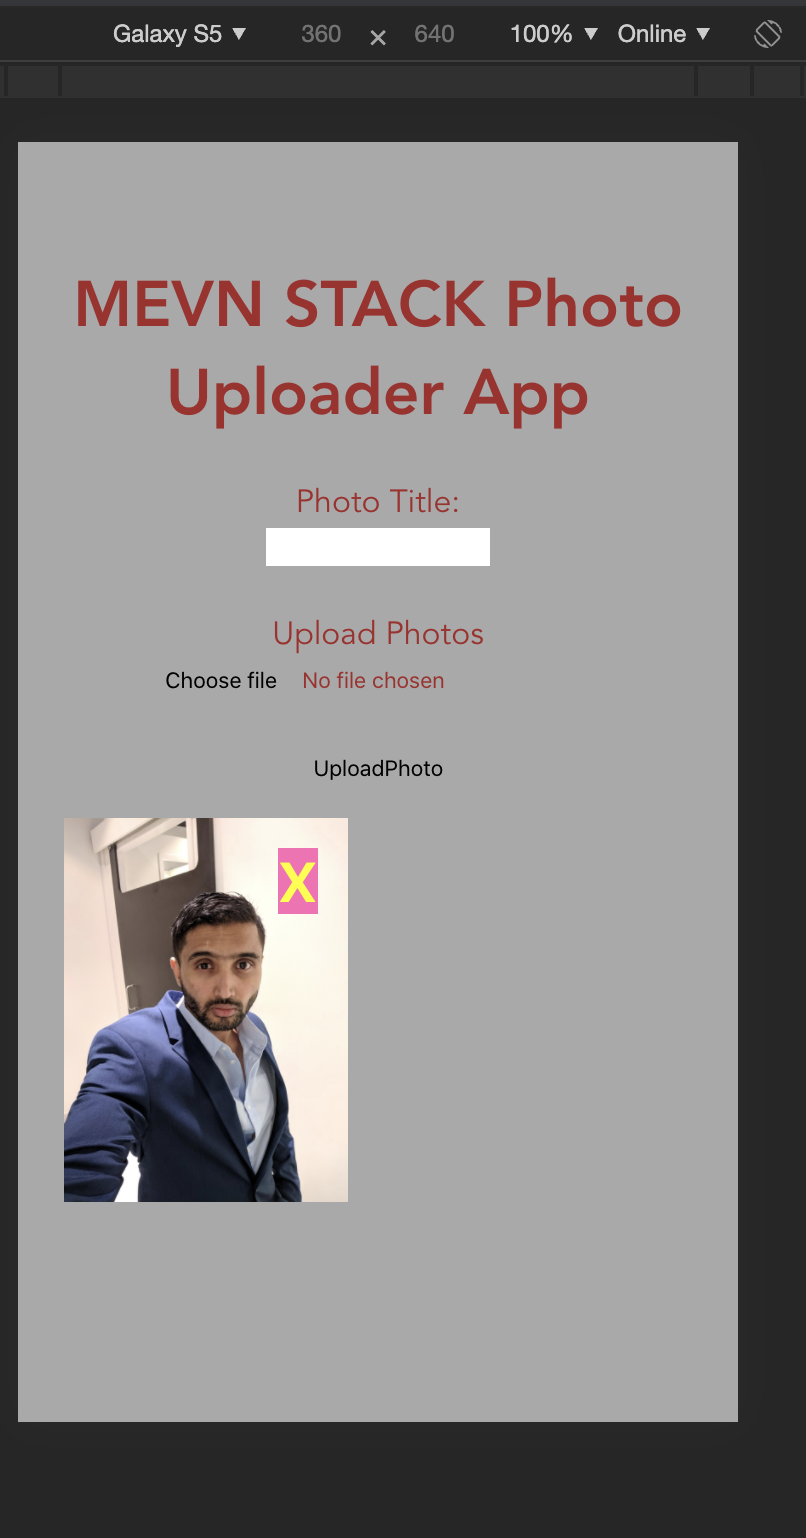 Galaxy S5 ▼ 360 × 640 100% ▼ Online ▼
MEVN STACK Photo
Uploader App
Photo Title:
Upload Photos
Choose file No file chosen
UploadPhoto
X